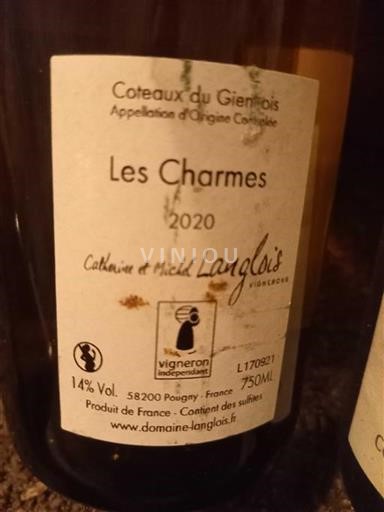 Coteaux du Giennois
Appellation d'Origine Contrôlée
Les Charmes
2020
VINIOU
Catherine et Michel Langlois
VIGNERONS
vigneron
indépendant
L170921
14% Vol.
58200 Pougny - France
750ML
Produit de France - Contient des sulfites
www.domaine-langlois.fr